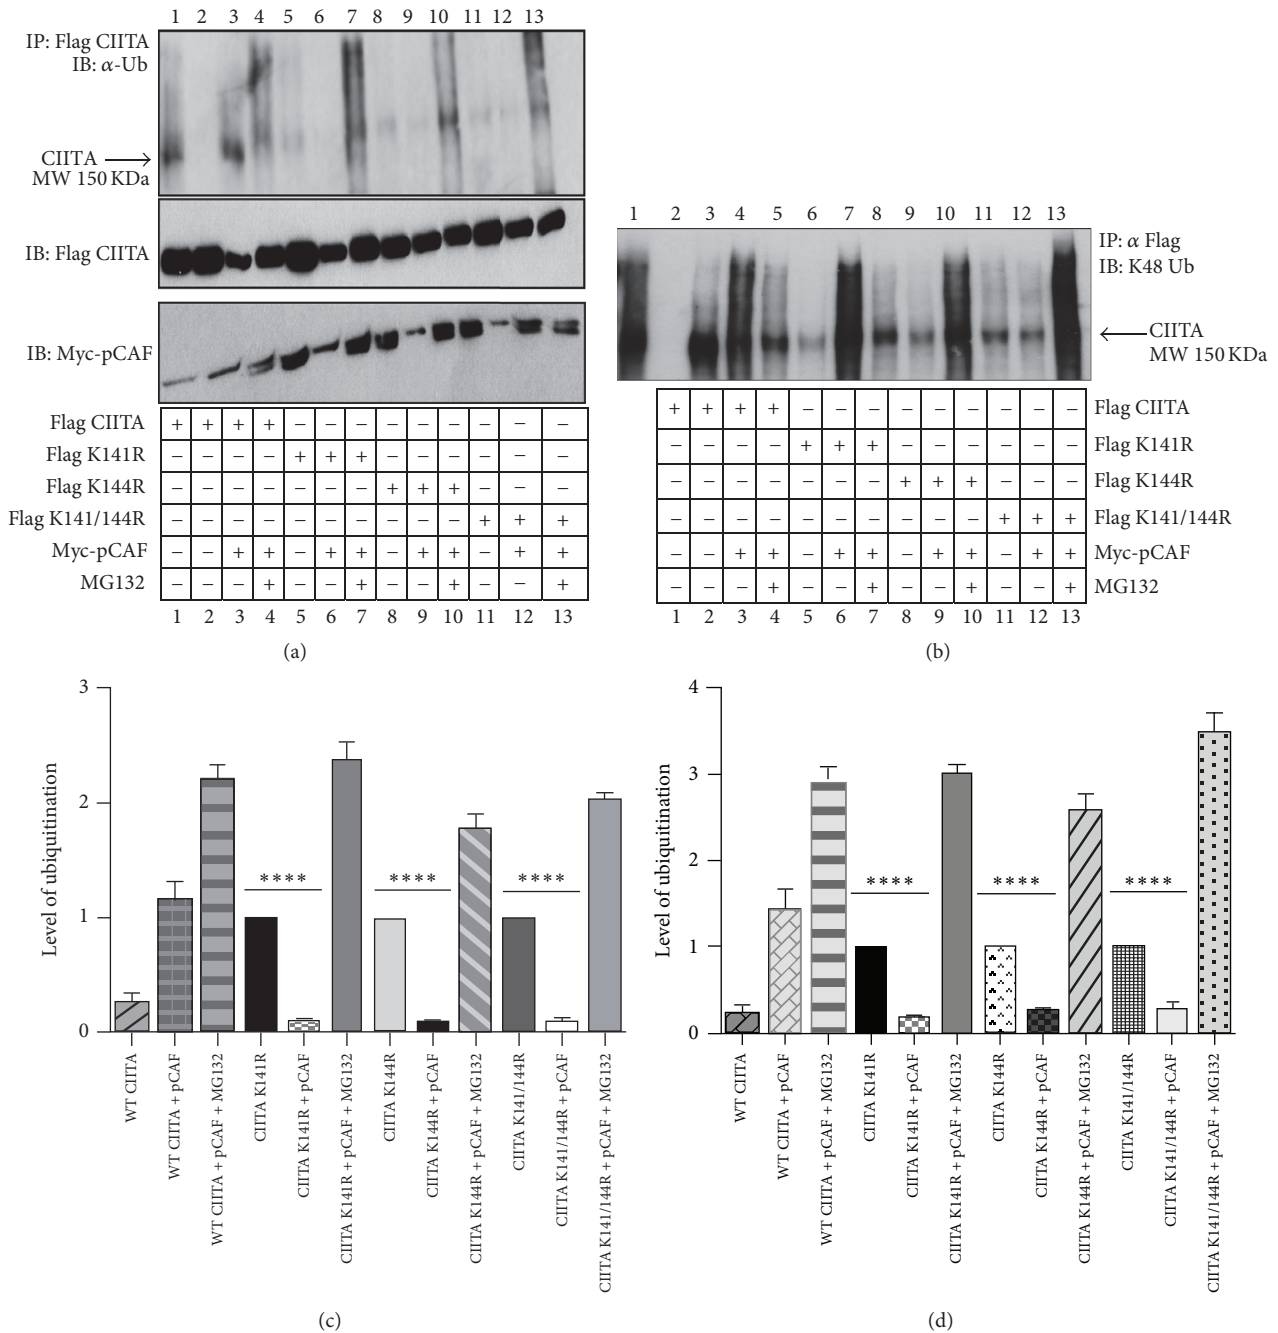 1 2 3 4 5 6 7 8 9 10 11 12 13
IP: Flag CIITA
IB: α-Ub
CIITA
MW 150 KDa
IB: Flag CIITA
IB: Myc-pCAF
Flag CIITA + + + + – – – – – – – – –
Flag K141R – – – – + + + – – – – – –
Flag K144R – – – – – – – + + + – – –
Flag K141/144R – – – – – – – – – – + + +
Myc-pCAF – – + + – + + – + + – + +
MG132 – – – + – – + – – + – – +
1 2 3 4 5 6 7 8 9 10 11 12 13
(a)
1 2 3 4 5 6 7 8 9 10 11 12 13
IP: α Flag
IB: K48 Ub
CIITA
MW 150 KDa
+ + + + – – – – – – – – – Flag CIITA
– – – – + + + – – – – – – Flag K141R
– – – – – – – + + + – – – Flag K144R
– – – – – – – – – – + + + Flag K141/144R
– – + + – + + – + + – + + Myc-pCAF
– – – + – – + – – + – – + MG132
1 2 3 4 5 6 7 8 9 10 11 12 13
(b)
3
2
1
0
Level of ubiquitination
**** **** ****
WT CIITA
WT CIITA + pCAF
WT CIITA + pCAF + MG132
CIITA K141R
CIITA K141R + pCAF
CIITA K141R + pCAF + MG132
CIITA K144R
CIITA K144R + pCAF
CIITA K144R + pCAF + MG132
CIITA K141/144R
CIITA K141/144R + pCAF
CIITA K141/144R + pCAF + MG132
(c)
4
3
2
1
0
Level of ubiquitination
**** **** ****
WT CIITA
WT CIITA + pCAF
WT CIITA + pCAF + MG132
CIITA K141R
CIITA K141R + pCAF
CIITA K141R + pCAF + MG132
CIITA K144R
CIITA K144R + pCAF
CIITA K144R + pCAF + MG132
CIITA K141/144R
CIITA K141/144R + pCAF
CIITA K141/144R + pCAF + MG132
(d)